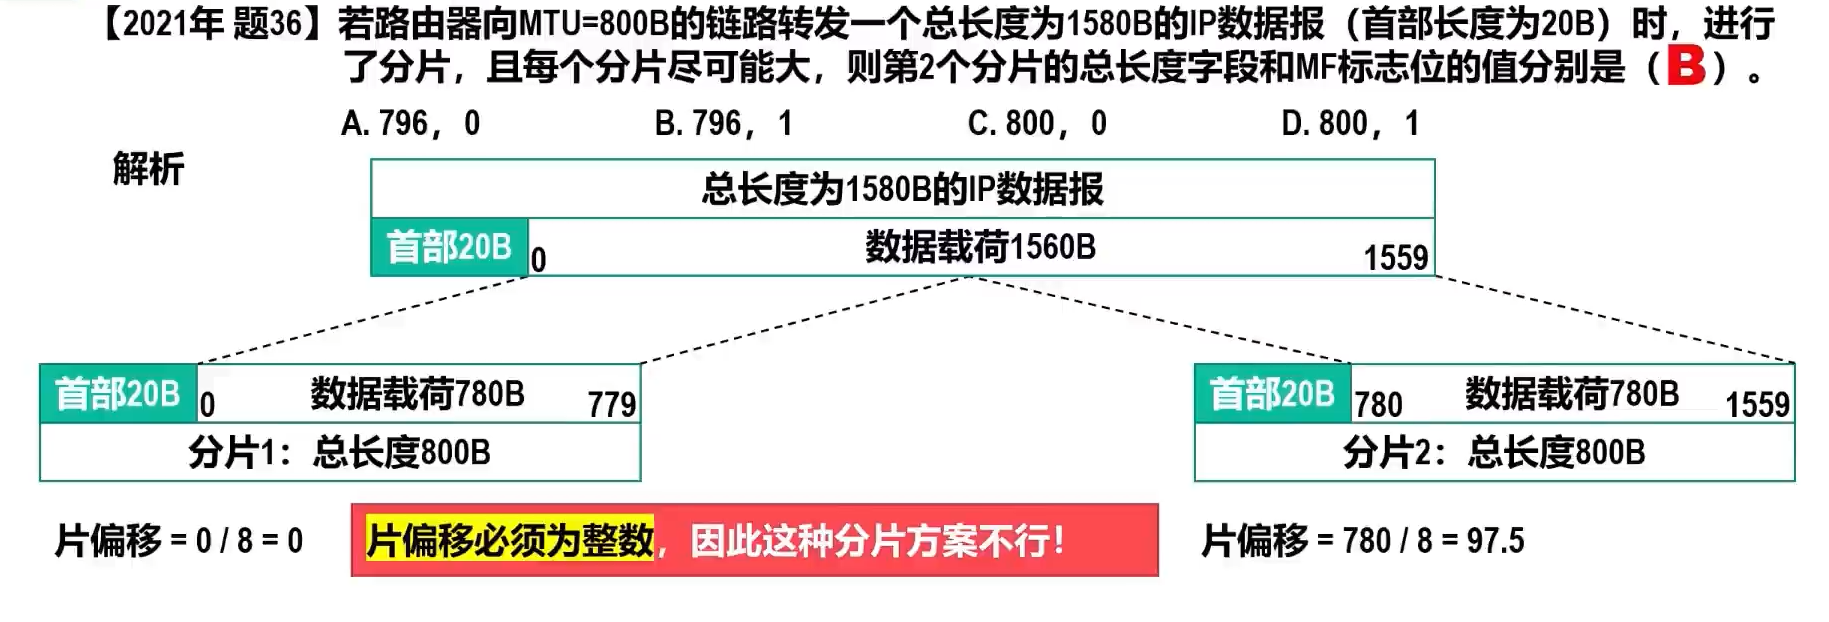 【2021年 题36】若路由器向MTU=800B的链路转发一个总长度为1580B的IP数据报（首部长度为20B）时，进行
了分片，且每个分片尽可能大，则第2个分片的总长度字段和MF标志位的值分别是（B）。
A. 796，0 B. 796，1 C. 800，0 D. 800，1
解析
总长度为1580B的IP数据报
首部20B 0 数据载荷1560B 1559
首部20B 0 数据载荷780B 779
分片1：总长度800B
首部20B 780 数据载荷780B 1559
分片2：总长度800B
片偏移 = 0 / 8 = 0
片偏移必须为整数，因此这种分片方案不行！
片偏移 = 780 / 8 = 97.5